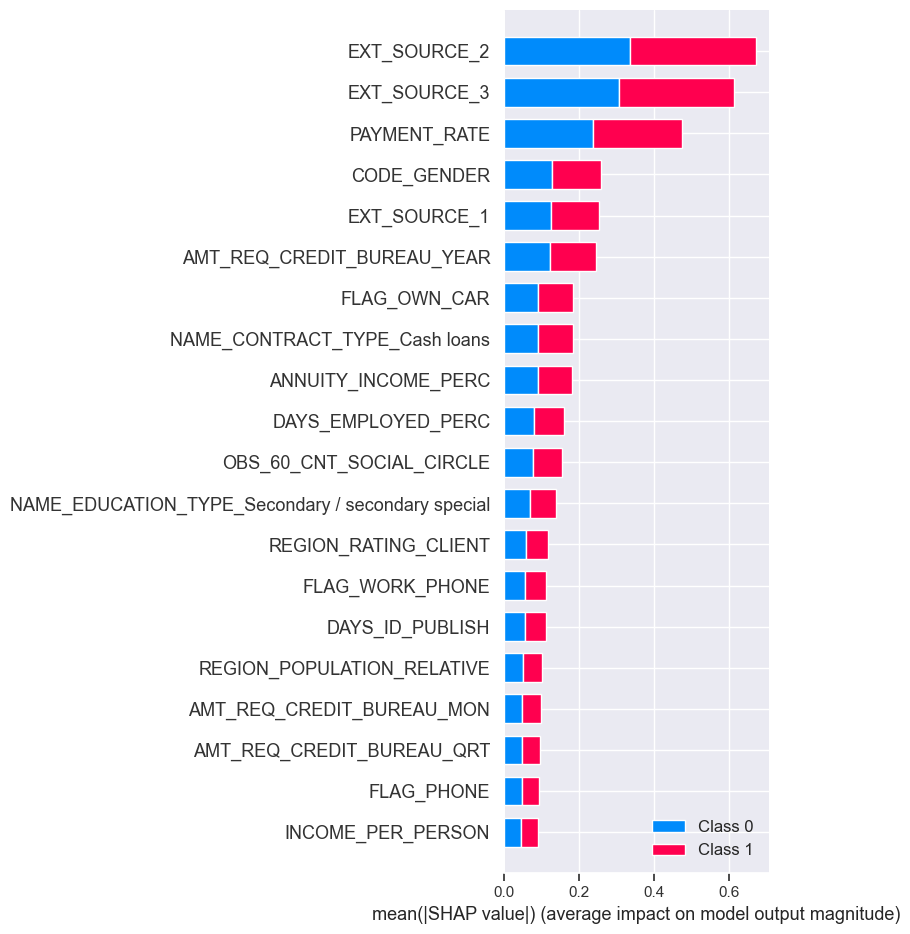 EXT_SOURCE_2
EXT_SOURCE_3
PAYMENT_RATE
CODE_GENDER
EXT_SOURCE_1
AMT_REQ_CREDIT_BUREAU_YEAR
FLAG_OWN_CAR
NAME_CONTRACT_TYPE_Cash loans
ANNUITY_INCOME_PERC
DAYS_EMPLOYED_PERC
OBS_60_CNT_SOCIAL_CIRCLE
NAME_EDUCATION_TYPE_Secondary / secondary special
REGION_RATING_CLIENT
FLAG_WORK_PHONE
DAYS_ID_PUBLISH
REGION_POPULATION_RELATIVE
AMT_REQ_CREDIT_BUREAU_MON
AMT_REQ_CREDIT_BUREAU_QRT
FLAG_PHONE
INCOME_PER_PERSON
Class 0
Class 1
0.0 0.2 0.4 0.6
mean(|SHAP value|) (average impact on model output magnitude)